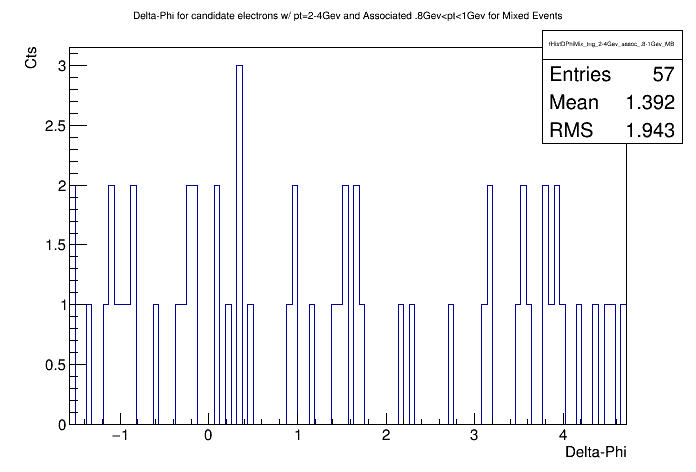 Delta-Phi for candidate electrons w/ pt=2-4Gev and Associated .8Gev<pt<1Gev for Mixed Events
Cts
fHistDPhiMix_trig_2-4Gev_assoc_.8-1Gev_MB
Entries 57
Mean 1.392
RMS 1.943
3
2.5
2
1.5
1
0.5
0
−1 0 1 2 3 4
Delta-Phi